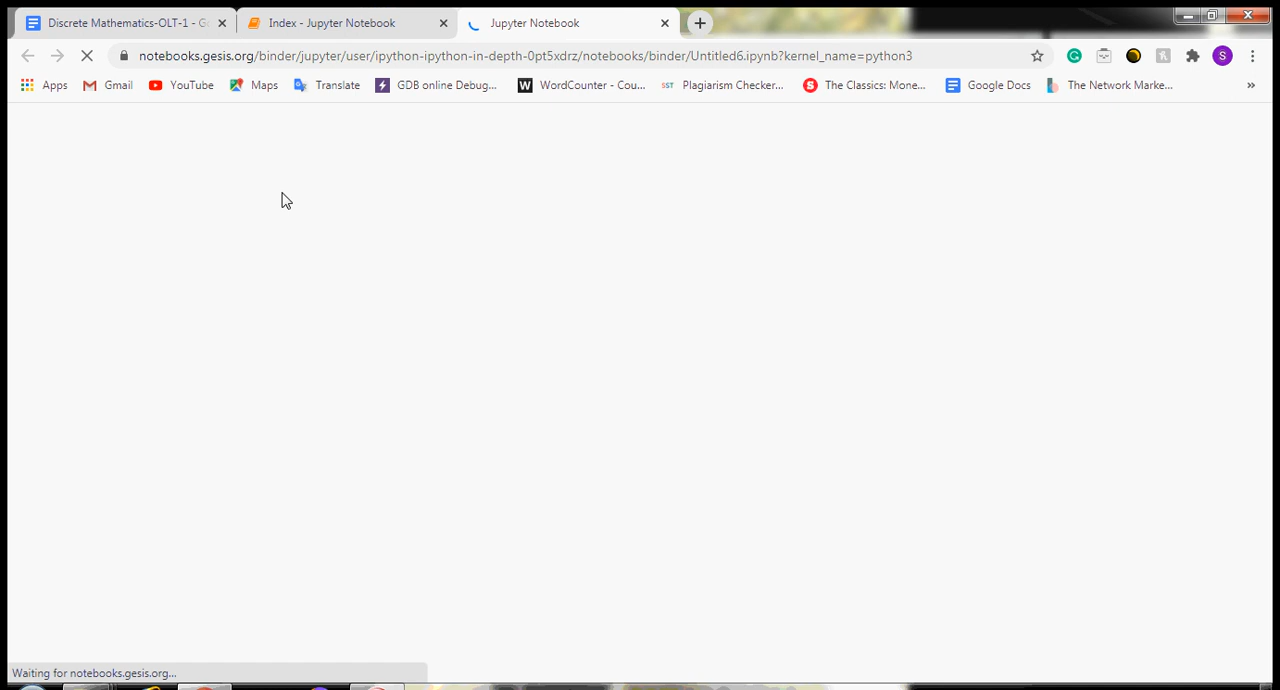 Discrete Mathematics-OLT-1 - G
Index - Jupyter Notebook
Jupyter Notebook
notebooks.gesis.org/binder/jupyter/user/ipython-ipython-in-depth-0pt5xdrz/notebooks/binder/Untitled6.ipynb?kernel_name=python3
S
Apps
Gmail
YouTube
Maps
Translate
GDB online Debug...
W
WordCounter - Cou...
SST
Plagiarism Checker...
S
The Classics: Mone...
Google Docs
The Network Marke...
»
Waiting for notebooks.gesis.org...